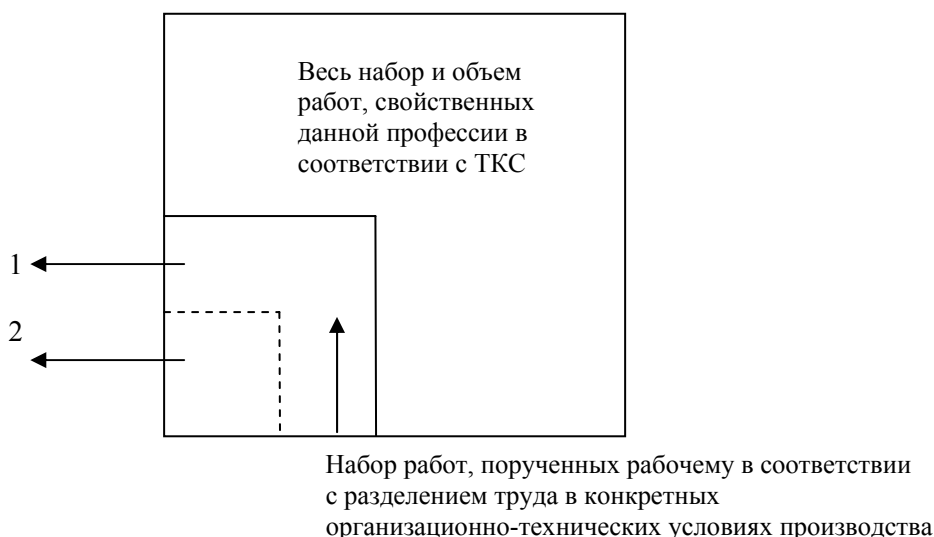 Весь набор и объем
работ, свойственных
данной профессии в
соответствии с ТКС
1
2
Набор работ, порученных рабочему в соответствии
с разделением труда в конкретных
организационно-технических условиях производства